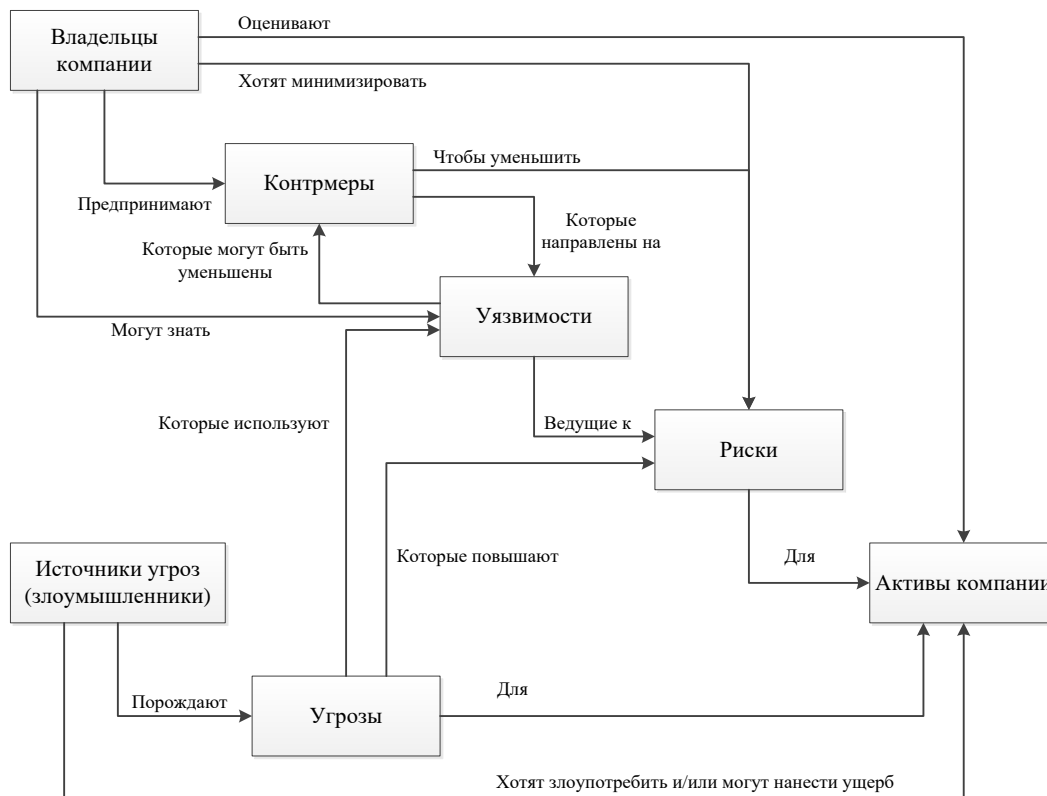 Оценивают
Владельцы
компании
Хотят минимизировать
Чтобы уменьшить
Контрмеры
Предпринимают
Которые
направлены на
Которые могут быть
уменьшены
Уязвимости
Могут знать
Которые используют
Ведущие к
Риски
Которые повышают
Для
Источники угроз
(злоумышленники)
Активы компании
Для
Порождают
Угрозы
Хотят злоупотребить и/или могут нанести ущерб